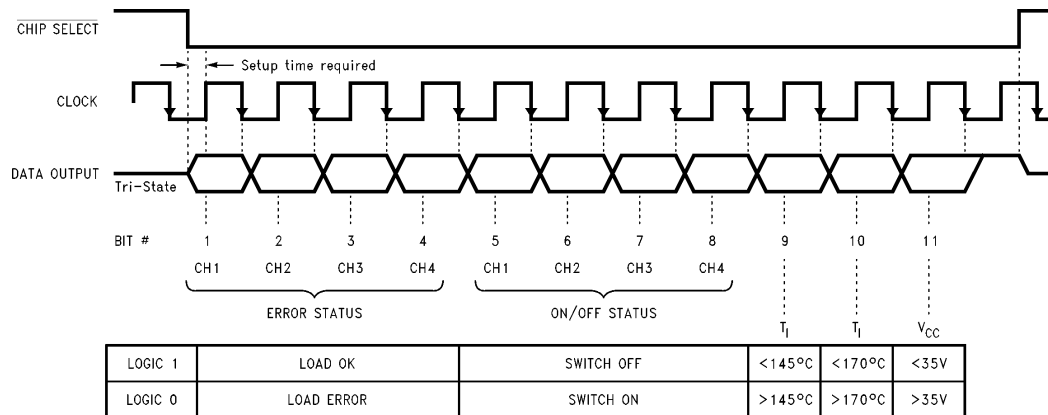 CHIP SELECT
Setup time required
CLOCK
DATA OUTPUT
Tri-State
BIT # 1 2 3 4 5 6 7 8 9 10 11
CH1 CH2 CH3 CH4 CH1 CH2 CH3 CH4
ERROR STATUS ON/OFF STATUS
TJ TJ VCC
LOGIC 1 LOAD OK SWITCH OFF <145°C <170°C <35V
LOGIC 0 LOAD ERROR SWITCH ON >145°C >170°C >35V